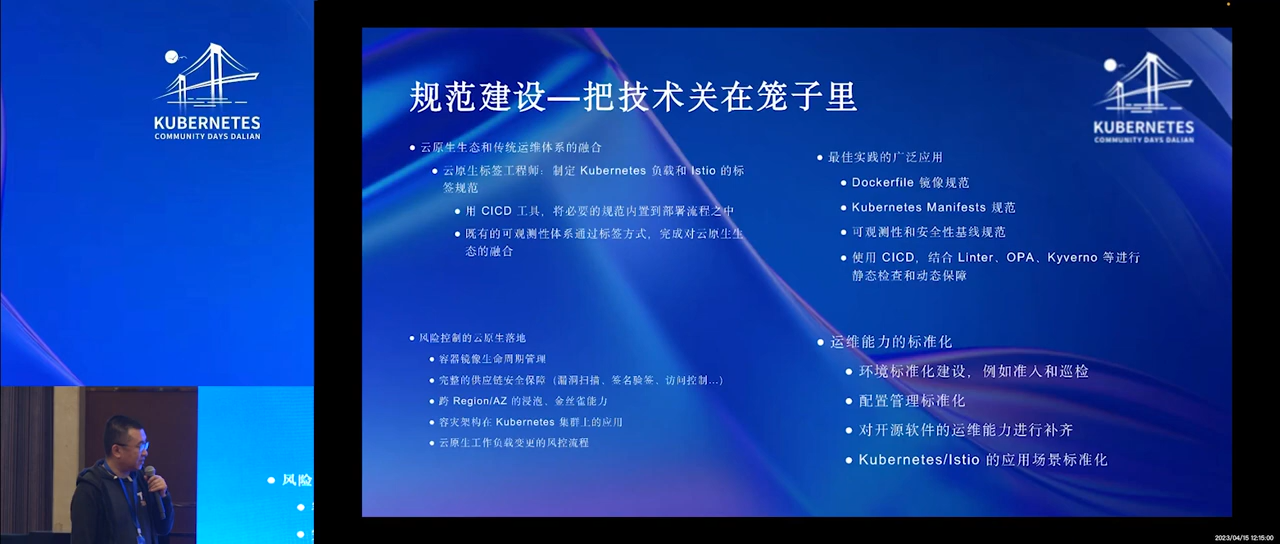 KUBERNETES
COMMUNITY DAYS DALIAN
规范建设—把技术关在笼子里
KUBERNETES
COMMUNITY DAYS DALIAN
● 云原生生态和传统运维体系的融合
● 云原生标签工程师：制定 Kubernetes 负载和 Istio 的标
签规范
● 用 CICD 工具，将必要的规范内置到部署流程之中
● 既有的可观测性体系通过标签方式，完成对云原生生
态的融合
● 最佳实践的广泛应用
● Dockerfile 镜像规范
● Kubernetes Manifests 规范
● 可观测性和安全性基线规范
● 使用 CICD，结合 Linter、OPA、Kyverno 等进行
静态检查和动态保障
● 风险控制的云原生落地
● 容器镜像生命周期管理
● 完整的供应链安全保障（漏洞扫描、签名验签、访问控制...）
● 跨 Region/AZ 的浸泡、金丝雀能力
● 容灾架构在 Kubernetes 集群上的应用
● 云原生工作负载变更的风控流程
● 运维能力的标准化
● 环境标准化建设，例如准入和巡检
● 配置管理标准化
● 对开源软件的运维能力进行补齐
● Kubernetes/Istio 的应用场景标准化
● 风险
2023/04/15 12:15:00